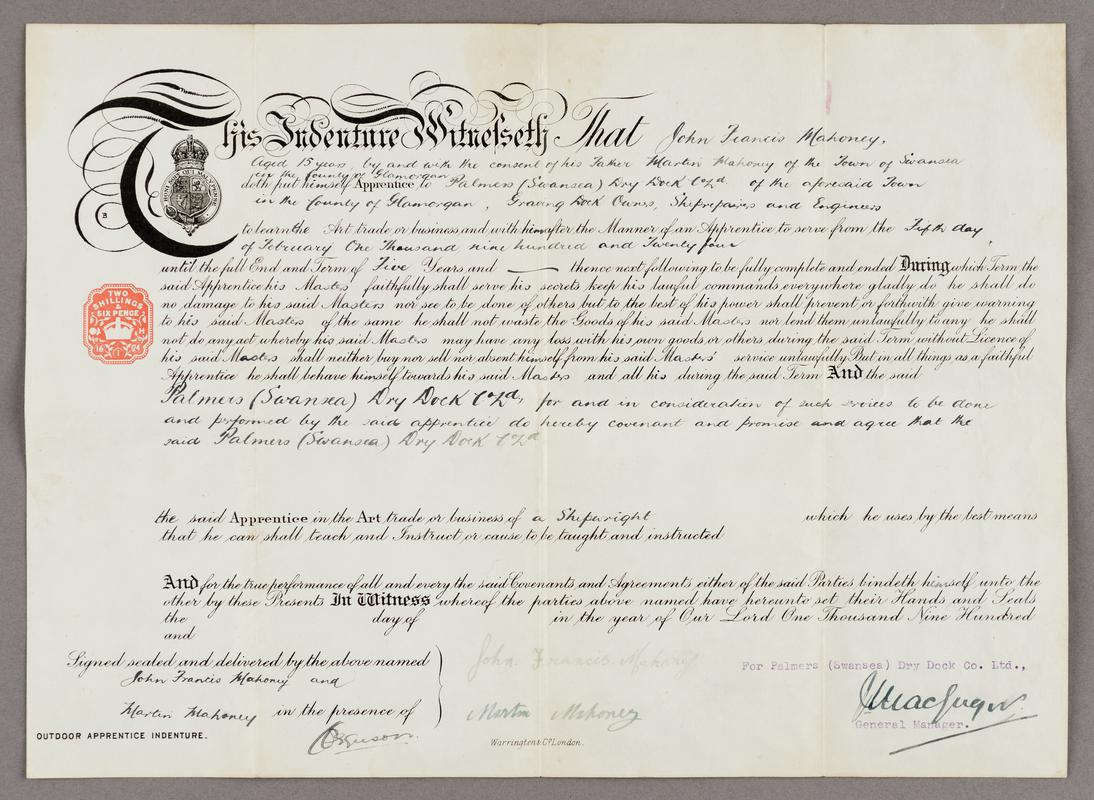 This Indenture Witnesseth That John Francis Mahoney,
Aged 15 years, by and with the consent of his Father Martin Mahoney of the Town of Swansea
in the County of Glamorgan
doth put himself Apprentice to Palmers (Swansea) Dry Dock Co Ld. of the aforesaid Town
in the County of Glamorgan, Graving Dock Owners, Shiprepairers and Engineers
HONI SOIT QUI MAL Y PENSE
B
to learn the Art trade or business and with him after the Manner of an Apprentice to serve from the Fifth day
of February One Thousand nine hundred and Twenty four
until the full End and Term of Five Years and — thence next following to be fully complete and ended During which Term the
said Apprentice his Masters faithfully shall serve his secrets keep his lawful commands everywhere gladly do he shall do
no damage to his said Masters nor see to be done of others but to the best of his power shall prevent or forthwith give warning
to his said Masters of the same he shall not waste the Goods of his said Masters nor lend them unlawfully to any he shall
not do any act whereby his said Masters may have any loss with his own goods or others during the said Term without Licence of
his said Masters shall neither buy nor sell nor absent himself from his said Masters' service unlawfully But in all things as a faithful
Apprentice he shall behave himself towards his said Masters and all his during the said Term And the said
TWO SHILLINGS & SIX PENCE
Palmers (Swansea) Dry Dock Co Ld, for and in consideration of such services to be done
and performed by the said apprentice do hereby covenant and promise and agree that the
said Palmers (Swansea) Dry Dock Co Ld
the said Apprentice in the Art trade or business of a Shipwright which he uses by the best means
that he can shall teach and Instruct or cause to be taught and instructed
And for the true performance of all and every the said Covenants and Agreements either of the said Parties bindeth himself unto the
other by these Presents In Witness whereof the parties above named have hereunto set their Hands and Seals
the day of in the year of Our Lord One Thousand Nine Hundred
and
Signed sealed and delivered by the above named
John Francis Mahoney and
Martin Mahoney in the presence of
John Francis Mahoney
Martin Mahoney
For Palmers (Swansea) Dry Dock Co. Ltd.,
General Manager.
OUTDOOR APPRENTICE INDENTURE.
Warrington & Co. London.